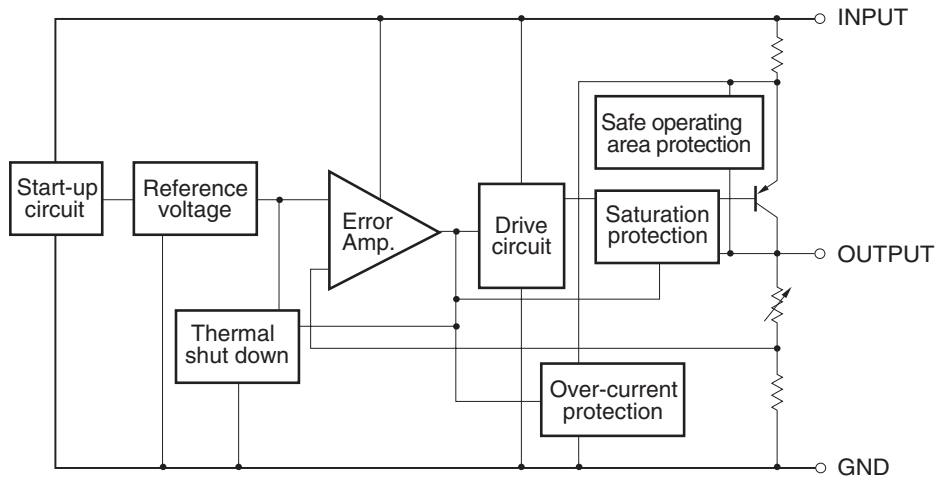 INPUT
Safe operating
area protection
Start-up
circuit
Reference
voltage
Error
Amp.
Drive
circuit
Saturation
protection
OUTPUT
Thermal
shut down
Over-current
protection
GND